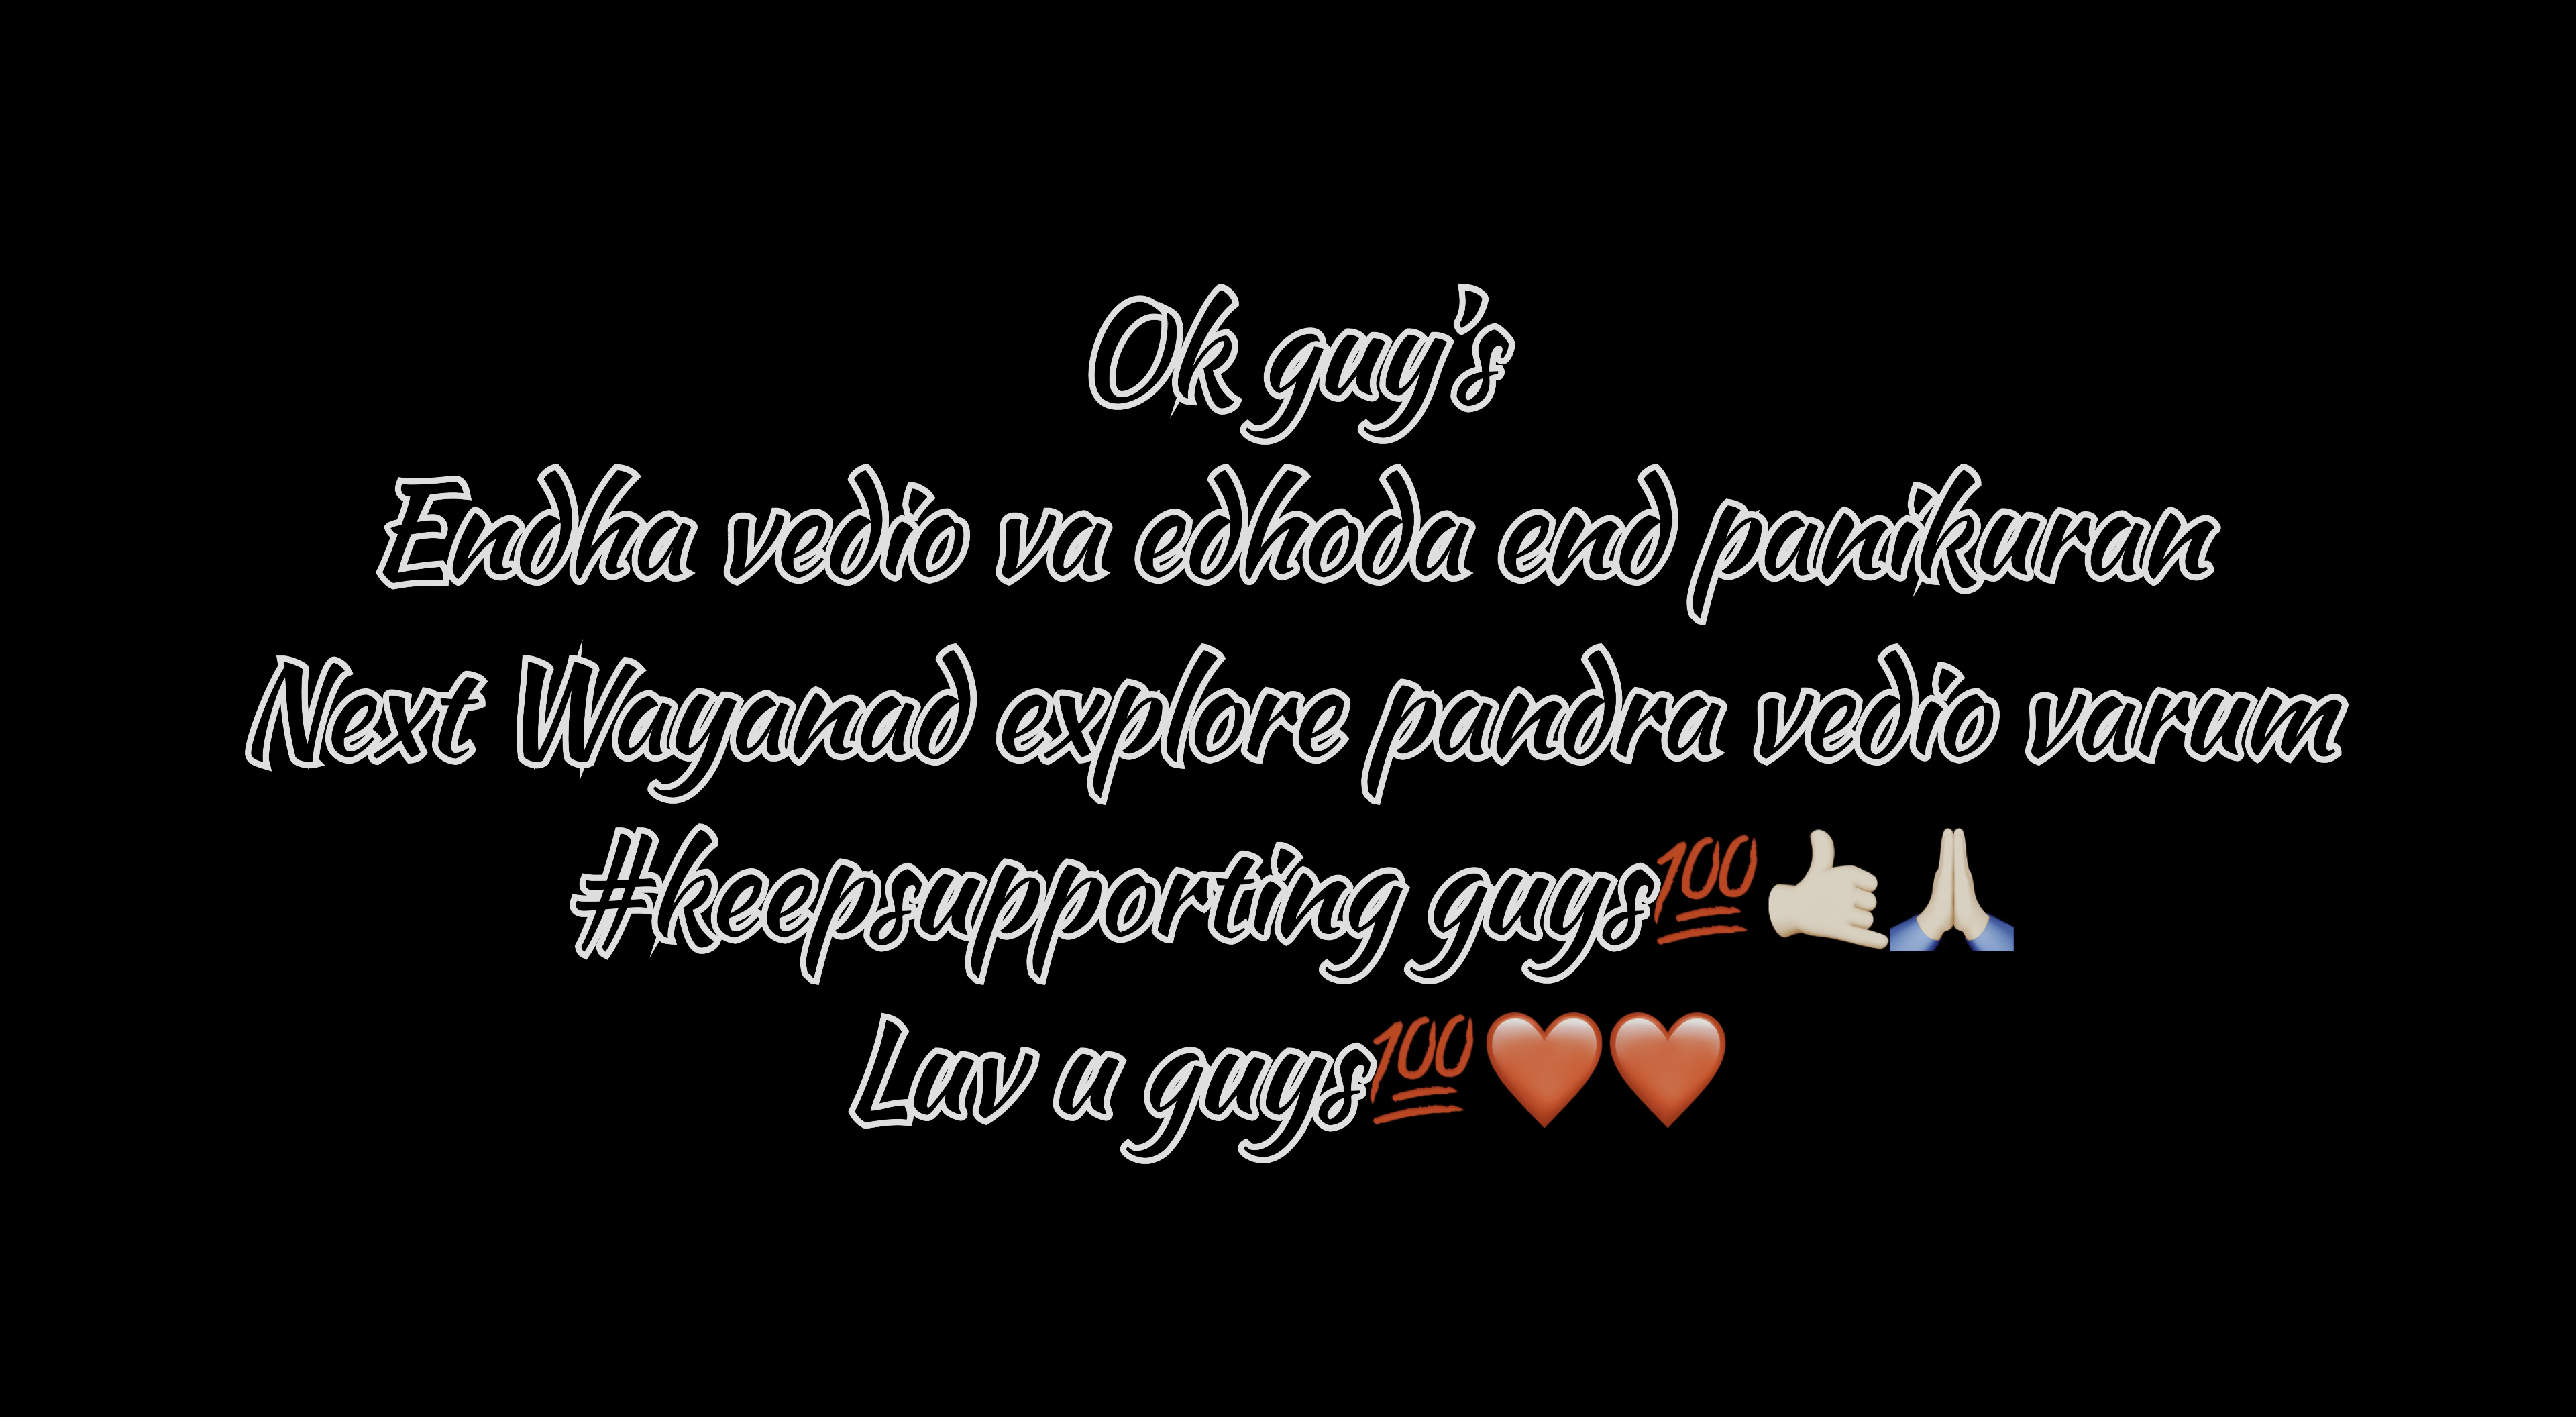 Ok guy's
Endha vedio va edhoda end panikuran
Next Wayanad explore pandra vedio varum
#keepsupporting guys💯🤙🏻🙏🏻
Luv u guys💯❤️❤️